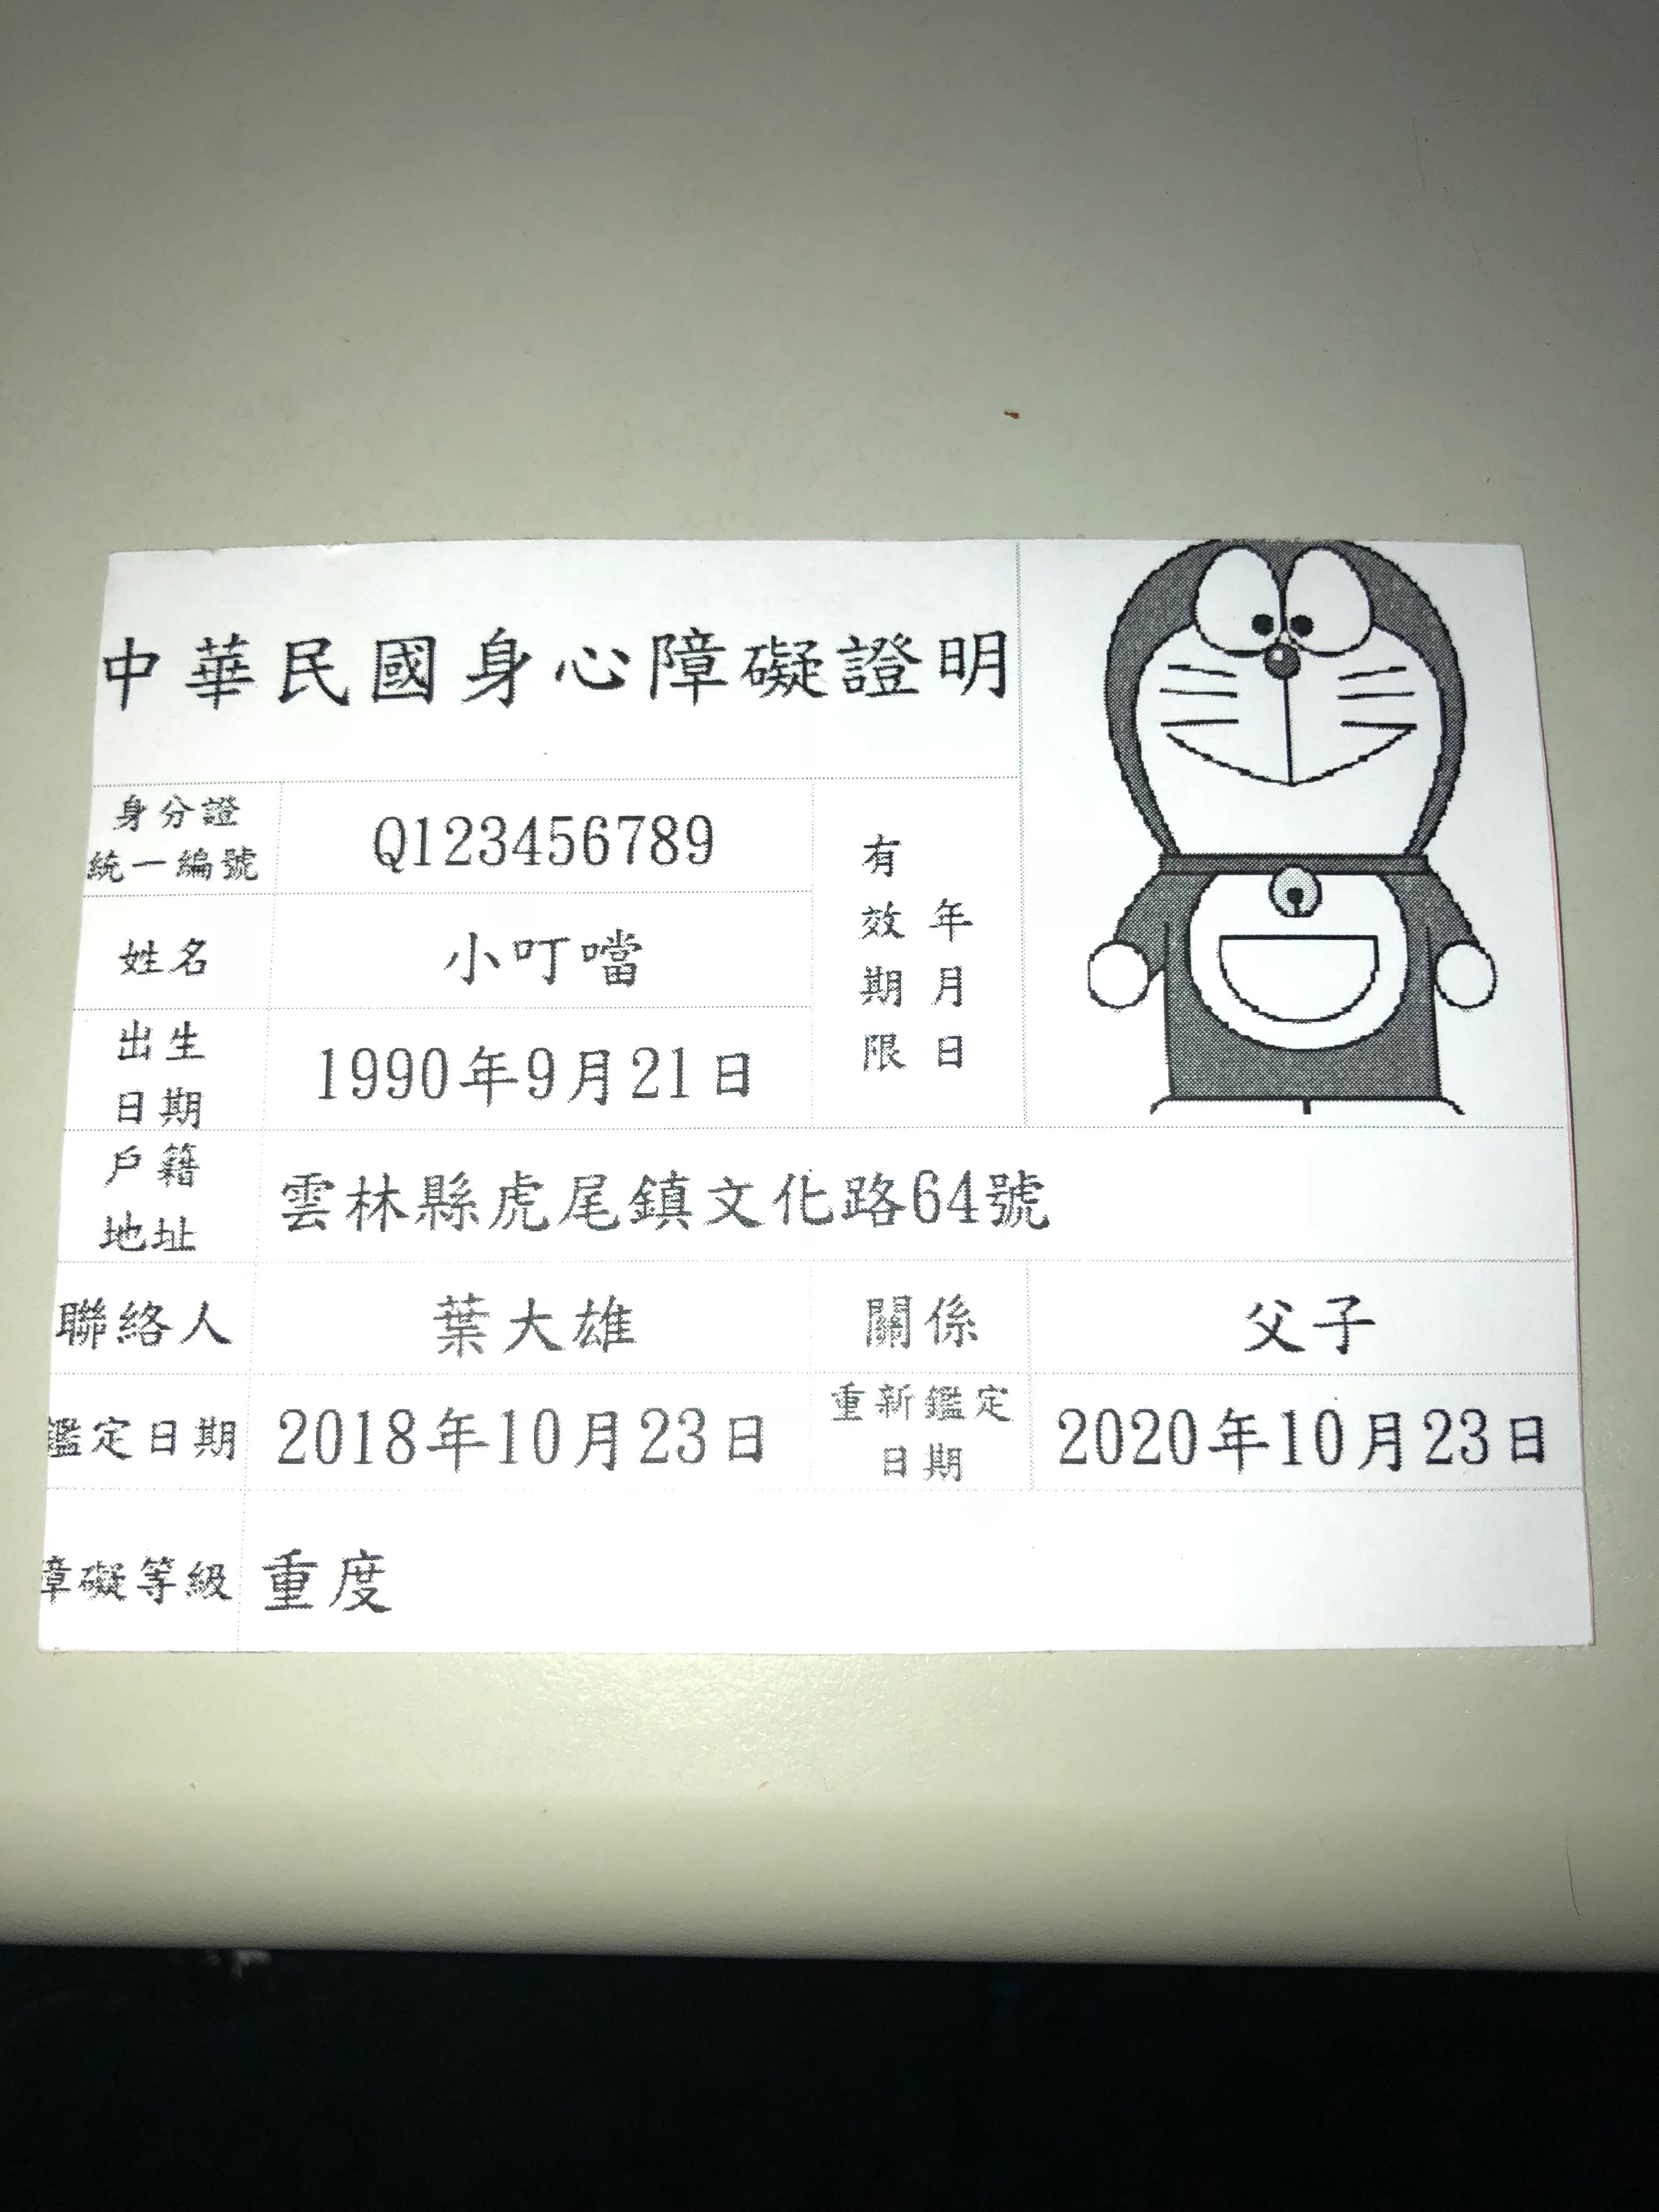 中華民國身心障礙證明
身分證
統一編號
Q123456789
有效期限
年月日
姓名
小叮噹
出生
日期
1990年9月21日
戶籍
地址
雲林縣虎尾鎮文化路64號
聯絡人
葉大雄
關係
父子
鑑定日期
2018年10月23日
重新鑑定
日期
2020年10月23日
障礙等級
重度